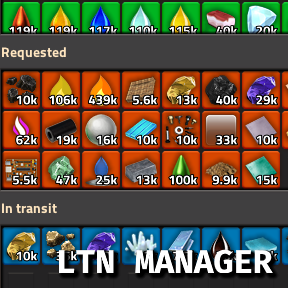 119k 119k 117k 110k 115k 40k 20k
Requested
10k 106k 439k 5.6k 13k 40k 29k
62k 19k 16k 10k 10k 33k 10k
5.5k 47k 25k 13k 100k 9.9k 15k
In transit
10k
LTN MANAGER